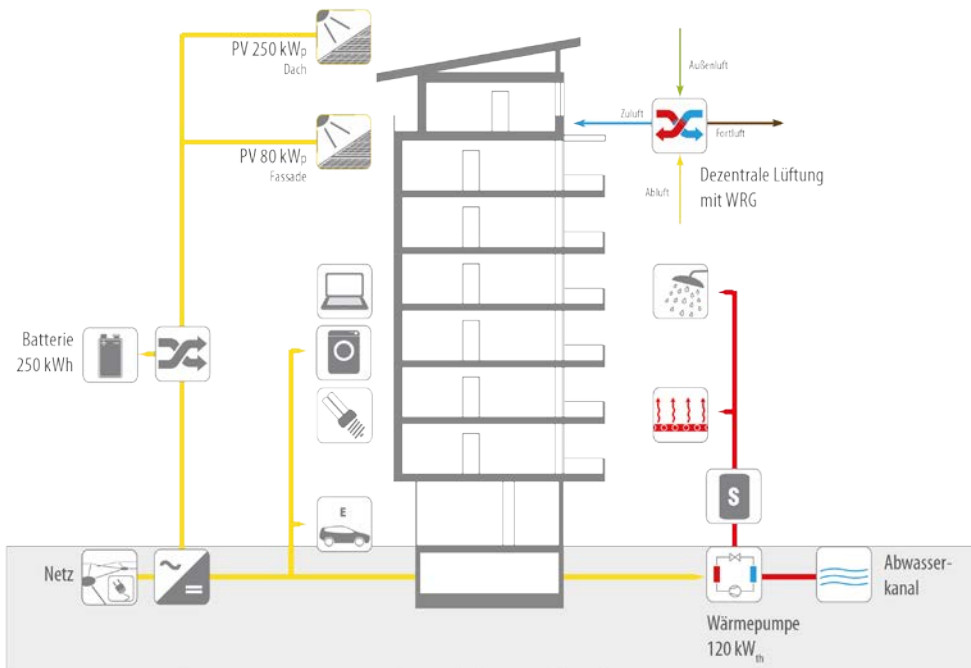 PV 250 kWp
Dach
PV 80 kWp
Fassade
Außenluft
Zuluft
Fortluft
Abluft
Dezentrale Lüftung
mit WRG
Batterie
250 kWh
E
S
Netz
Abwasser-
kanal
Wärmepumpe
120 kWth